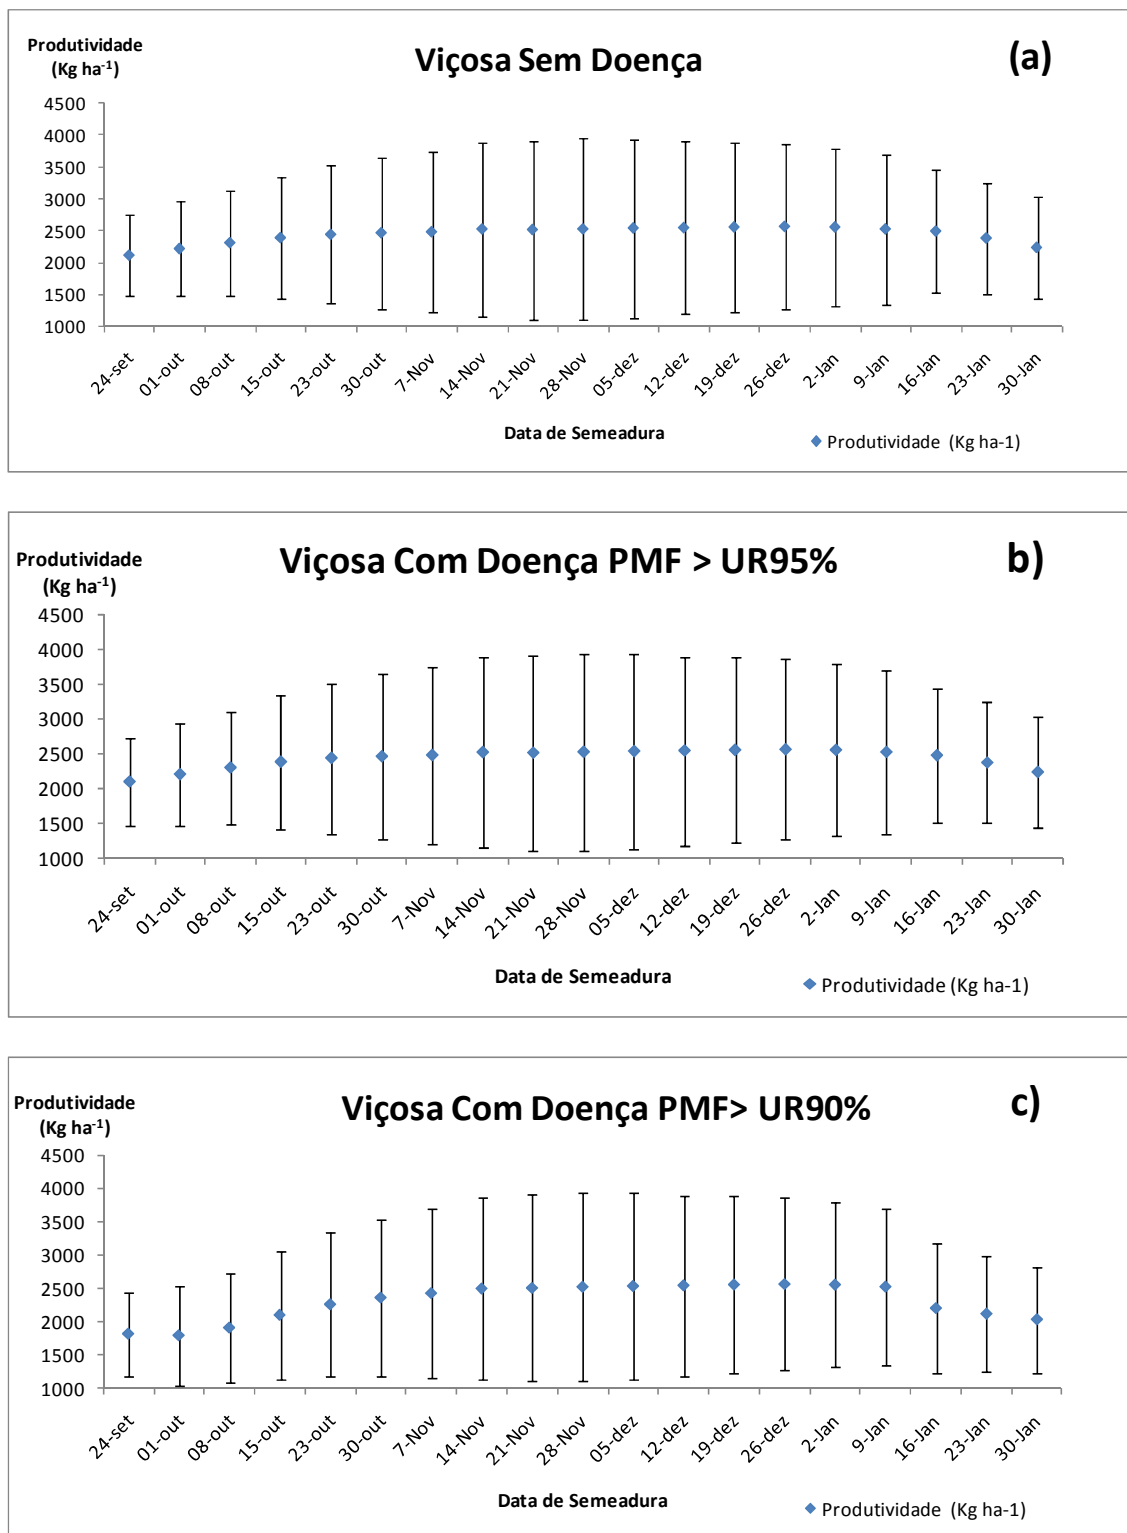 Produtividade
(Kg ha-1)
Viçosa Sem Doença
(a)
4500
4000
3500
3000
2500
2000
1500
1000
24-set 01-out 08-out 15-out 23-out 30-out 7-Nov 14-Nov 21-Nov 28-Nov 05-dez 12-dez 19-dez 26-dez 2-Jan 9-Jan 16-Jan 23-Jan 30-Jan
Data de Semeadura
Produtividade (Kg ha-1)
Produtividade
(Kg ha-1)
Viçosa Com Doença PMF > UR95%
b)
4500
4000
3500
3000
2500
2000
1500
1000
24-set 01-out 08-out 15-out 23-out 30-out 7-Nov 14-Nov 21-Nov 28-Nov 05-dez 12-dez 19-dez 26-dez 2-Jan 9-Jan 16-Jan 23-Jan 30-Jan
Data de Semeadura
Produtividade (Kg ha-1)
Produtividade
(Kg ha-1)
Viçosa Com Doença PMF> UR90%
c)
4500
4000
3500
3000
2500
2000
1500
1000
24-set 01-out 08-out 15-out 23-out 30-out 7-Nov 14-Nov 21-Nov 28-Nov 05-dez 12-dez 19-dez 26-dez 2-Jan 9-Jan 16-Jan 23-Jan 30-Jan
Data de Semeadura
Produtividade (Kg ha-1)